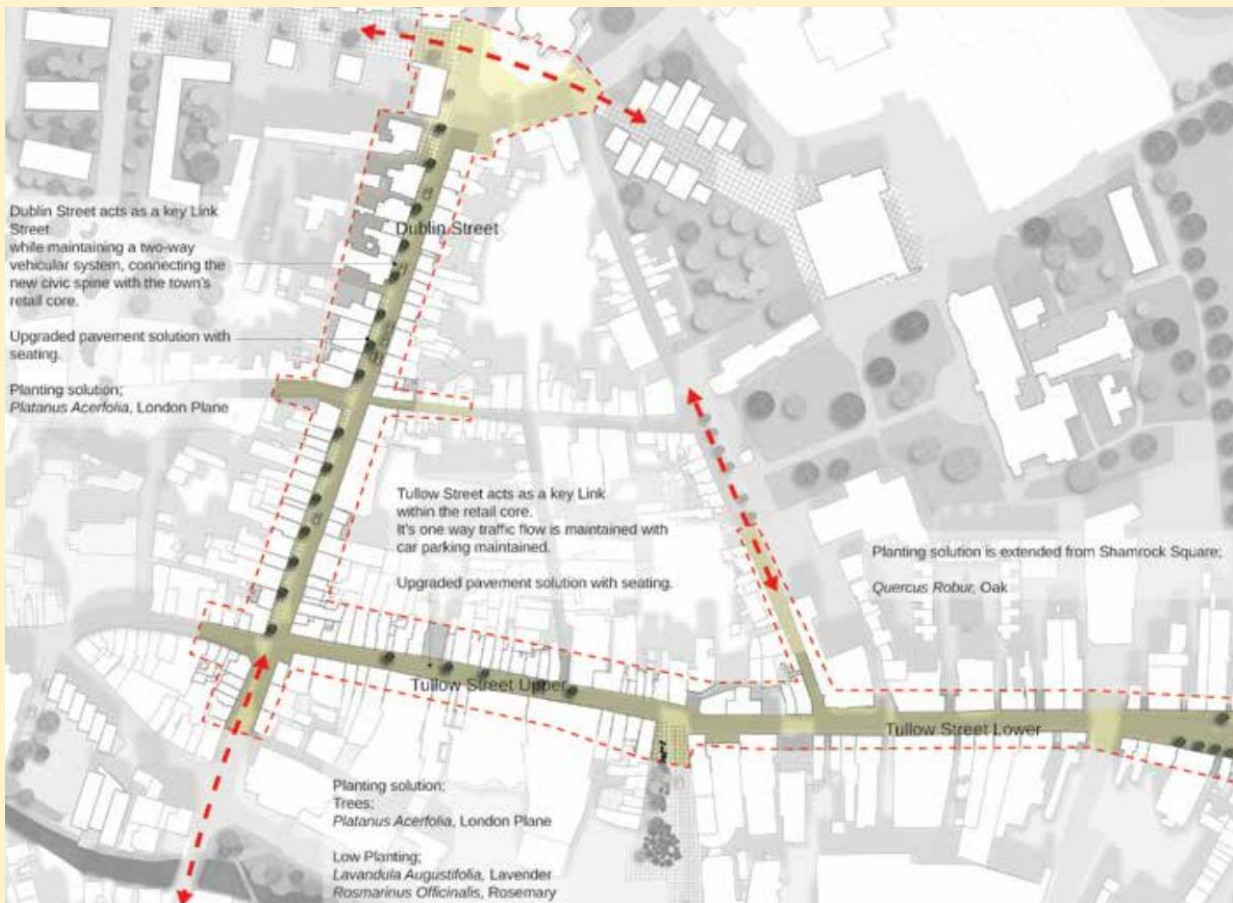 Dublin Street acts as a key Link
Street
while maintaining a two-way
vehicular system, connecting the
new civic spine with the town's
retail core.
Upgraded pavement solution with
seating.
Planting solution;
Platanus Acerfolia, London Plane
Dublin Street
Tullow Street acts as a key Link
within the retail core.
It's one way traffic flow is maintained with
car parking maintained.
Upgraded pavement solution with seating.
Planting solution is extended from Shamrock Square;
Quercus Robur, Oak
Tullow Street Upper
Tullow Street Lower
Planting solution;
Trees;
Platanus Acerfolia, London Plane
Low Planting;
Lavandula Augustifolia, Lavender
Rosmarinus Officinalis, Rosemary